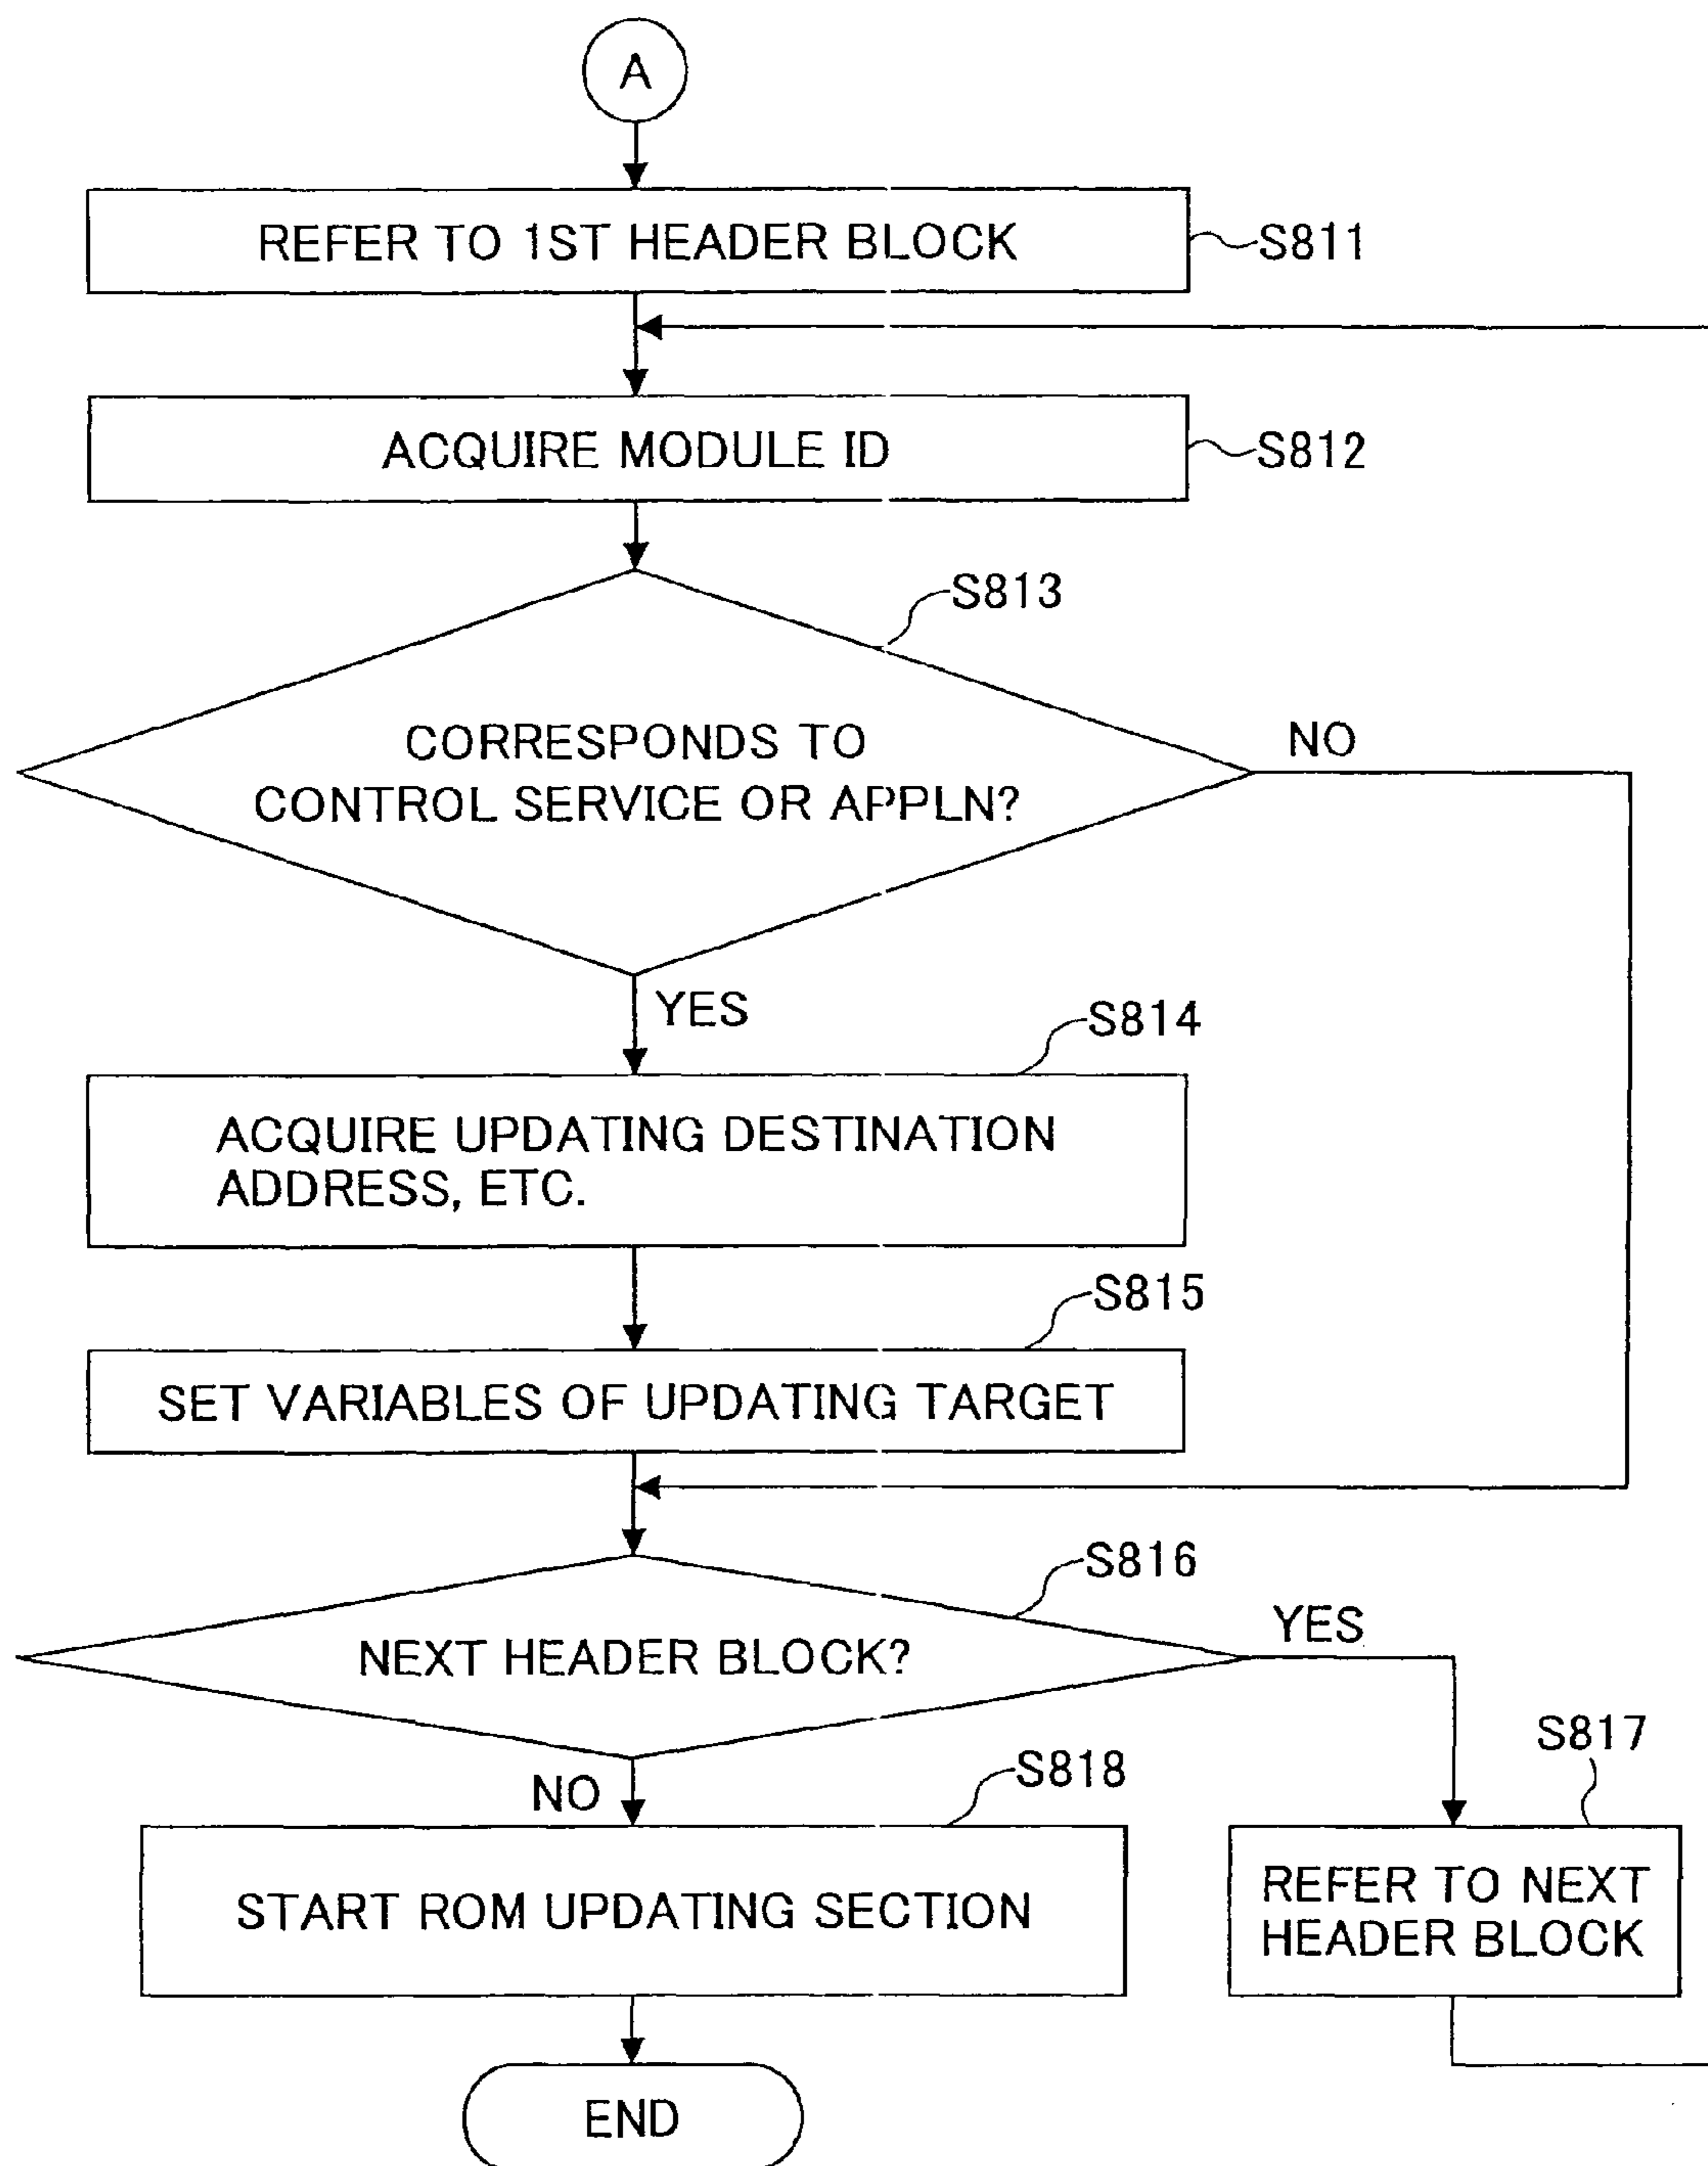 A
REFER TO 1ST HEADER BLOCK
S811
ACQUIRE MODULE ID
S812
S813
CORRESPONDS TO
CONTROL SERVICE OR APPLN?
NO
YES
S814
ACQUIRE UPDATING DESTINATION
ADDRESS, ETC.
S815
SET VARIABLES OF UPDATING TARGET
S816
NEXT HEADER BLOCK?
YES
S817
NO
S818
START ROM UPDATING SECTION
REFER TO NEXT
HEADER BLOCK
END